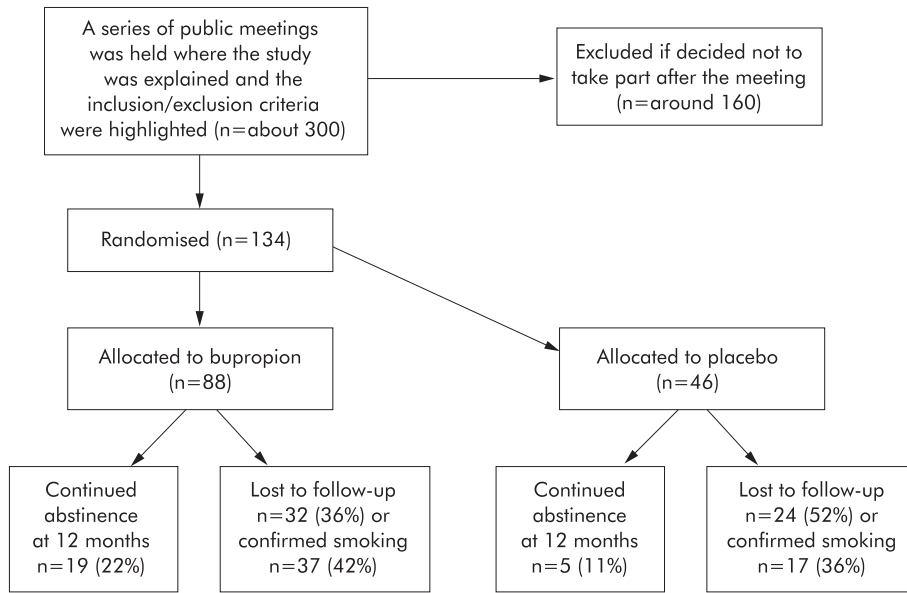 A series of public meetings
was held where the study
was explained and the
inclusion/exclusion criteria
were highlighted (n=about 300)
Excluded if decided not to
take part after the meeting
(n=around 160)
Randomised (n=134)
Allocated to bupropion
(n=88)
Allocated to placebo
(n=46)
Continued
abstinence
at 12 months
n=19 (22%)
Lost to follow-up
n=32 (36%) or
confirmed smoking
n=37 (42%)
Continued
abstinence
at 12 months
n=5 (11%)
Lost to follow-up
n=24 (52%) or
confirmed smoking
n=17 (36%)